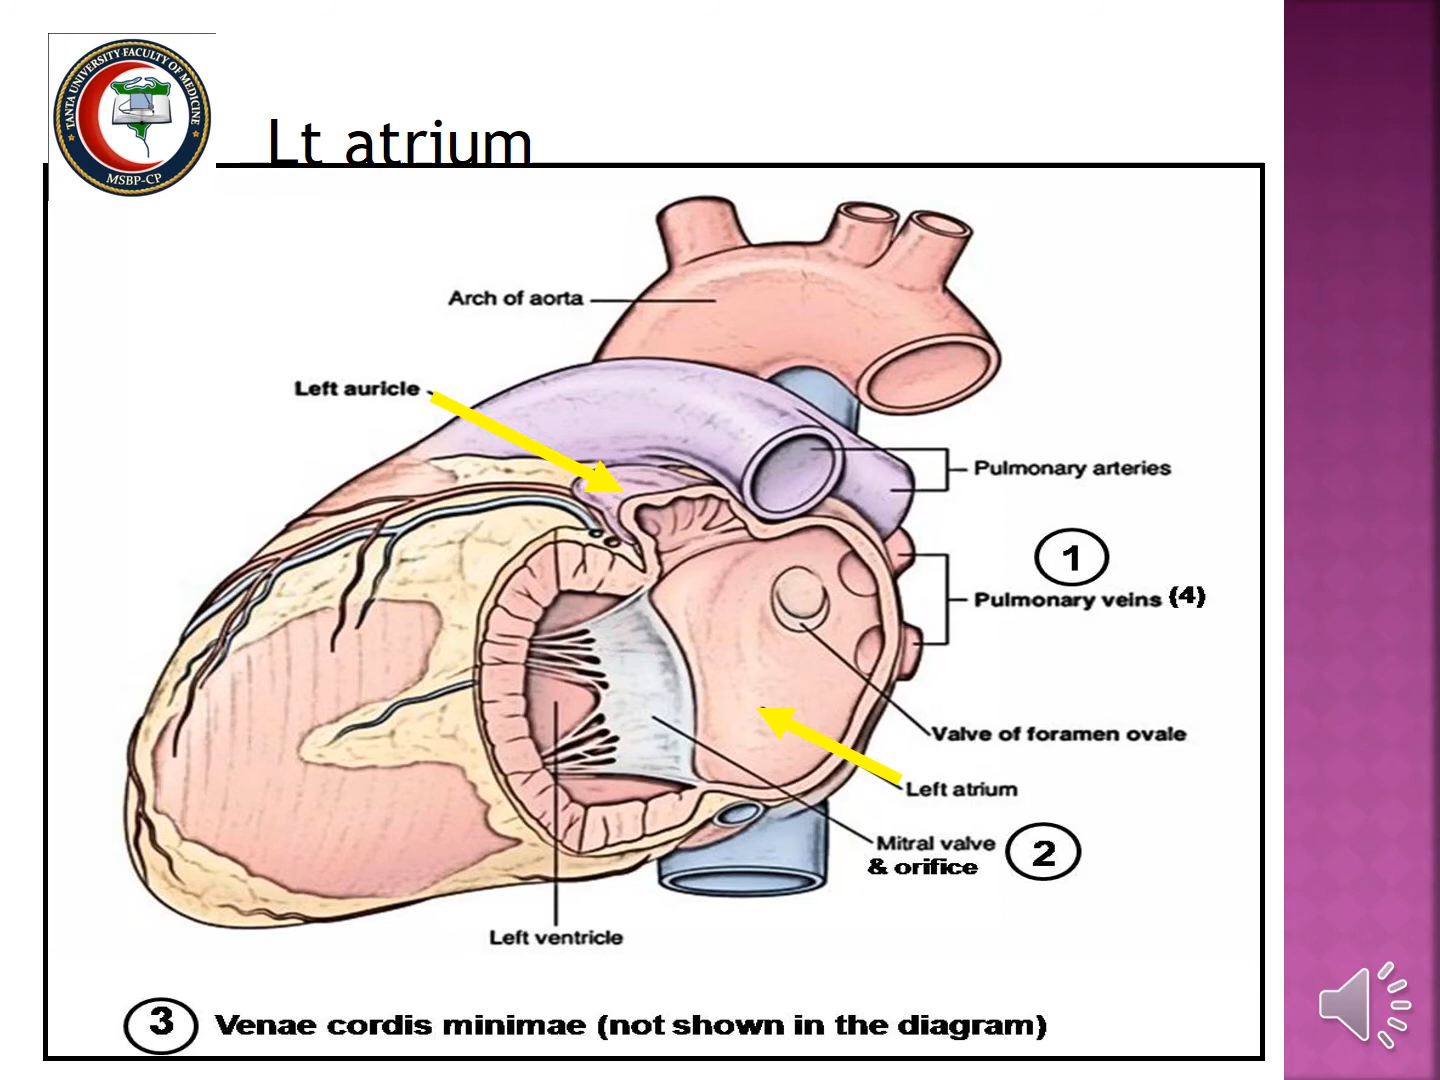 TANTA UNIVERSITY·FACULTY OF MEDICINE
MSBP-CP
Lt atrium
Arch of aorta
Left auricle
Pulmonary arteries
1
Pulmonary veins (4)
Valve of foramen ovale
Left atrium
Mitral valve
& orifice
2
Left ventricle
3 Venae cordis minimae (not shown in the diagram)